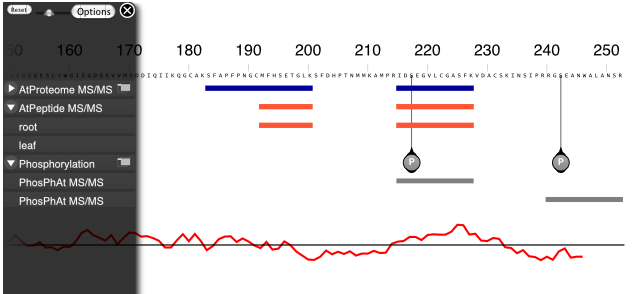 Reset Options
160 170 180 190 200 210 220 230 240 250
DDIQIIKQGCAKSFAPFPNGCMFHSETGLKSFDHPTNMMKAMPRIDSEGVLCGASFKVDACSKINSIPRRGSEANWALANSR
AtProteome MS/MS
AtPeptide MS/MS
root
leaf
Phosphorylation
P P
PhosPhAt MS/MS
PhosPhAt MS/MS